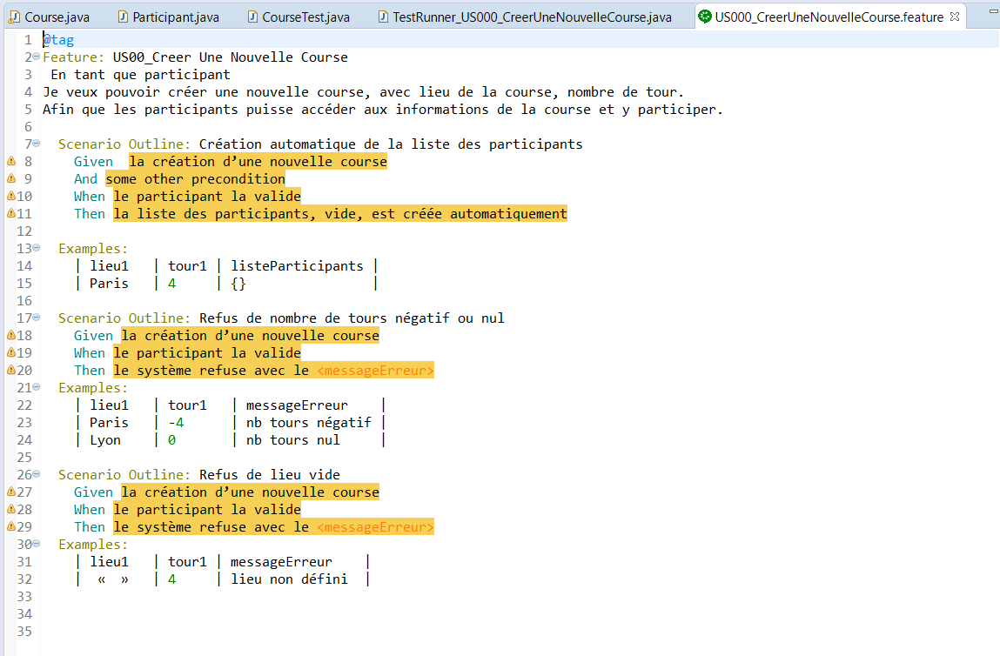 Course.java Participant.java CourseTest.java TestRunner_US000_CreerUneNouvelleCourse.java US000_CreerUneNouvelleCourse.feature
1 @tag
2 Feature: US00_Creer Une Nouvelle Course
3 En tant que participant
4 Je veux pouvoir créer une nouvelle course, avec lieu de la course, nombre de tour.
5 Afin que les participants puisse accéder aux informations de la course et y participer.
6
7 Scenario Outline: Création automatique de la liste des participants
8 Given la création d’une nouvelle course
9 And some other precondition
10 When le participant la valide
11 Then la liste des participants, vide, est créée automatiquement
12
13 Examples:
14 | lieu1 | tour1 | listeParticipants |
15 | Paris | 4 | {} |
16
17 Scenario Outline: Refus de nombre de tours négatif ou nul
18 Given la création d’une nouvelle course
19 When le participant la valide
20 Then le système refuse avec le <messageErreur>
21 Examples:
22 | lieu1 | tour1 | messageErreur |
23 | Paris | -4 | nb tours négatif |
24 | Lyon | 0 | nb tours nul |
25
26 Scenario Outline: Refus de lieu vide
27 Given la création d’une nouvelle course
28 When le participant la valide
29 Then le système refuse avec le <messageErreur>
30 Examples:
31 | lieu1 | tour1 | messageErreur |
32 | « » | 4 | lieu non défini |
33
34
35